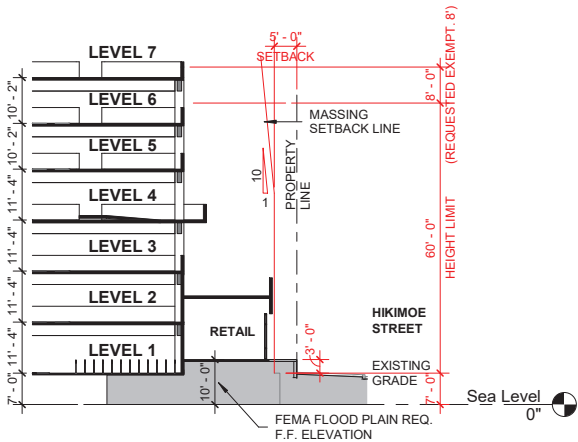 5' - 0"
SETBACK
LEVEL 7
10' - 2"
LEVEL 6
10' - 2"
LEVEL 5
11' - 4"
LEVEL 4
11' - 4"
LEVEL 3
11' - 4"
LEVEL 2
11' - 4"
LEVEL 1
7' - 0"
MASSING
SETBACK LINE
10
1
PROPERTY
LINE
8' - 0"
(REQUESTED EXEMPT. 8')
60' - 0"
HEIGHT LIMIT
RETAIL
HIKIMOE
STREET
3' - 0"
EXISTING
GRADE
10' - 0"
7' - 0"
Sea Level
0"
FEMA FLOOD PLAIN REQ.
F.F. ELEVATION